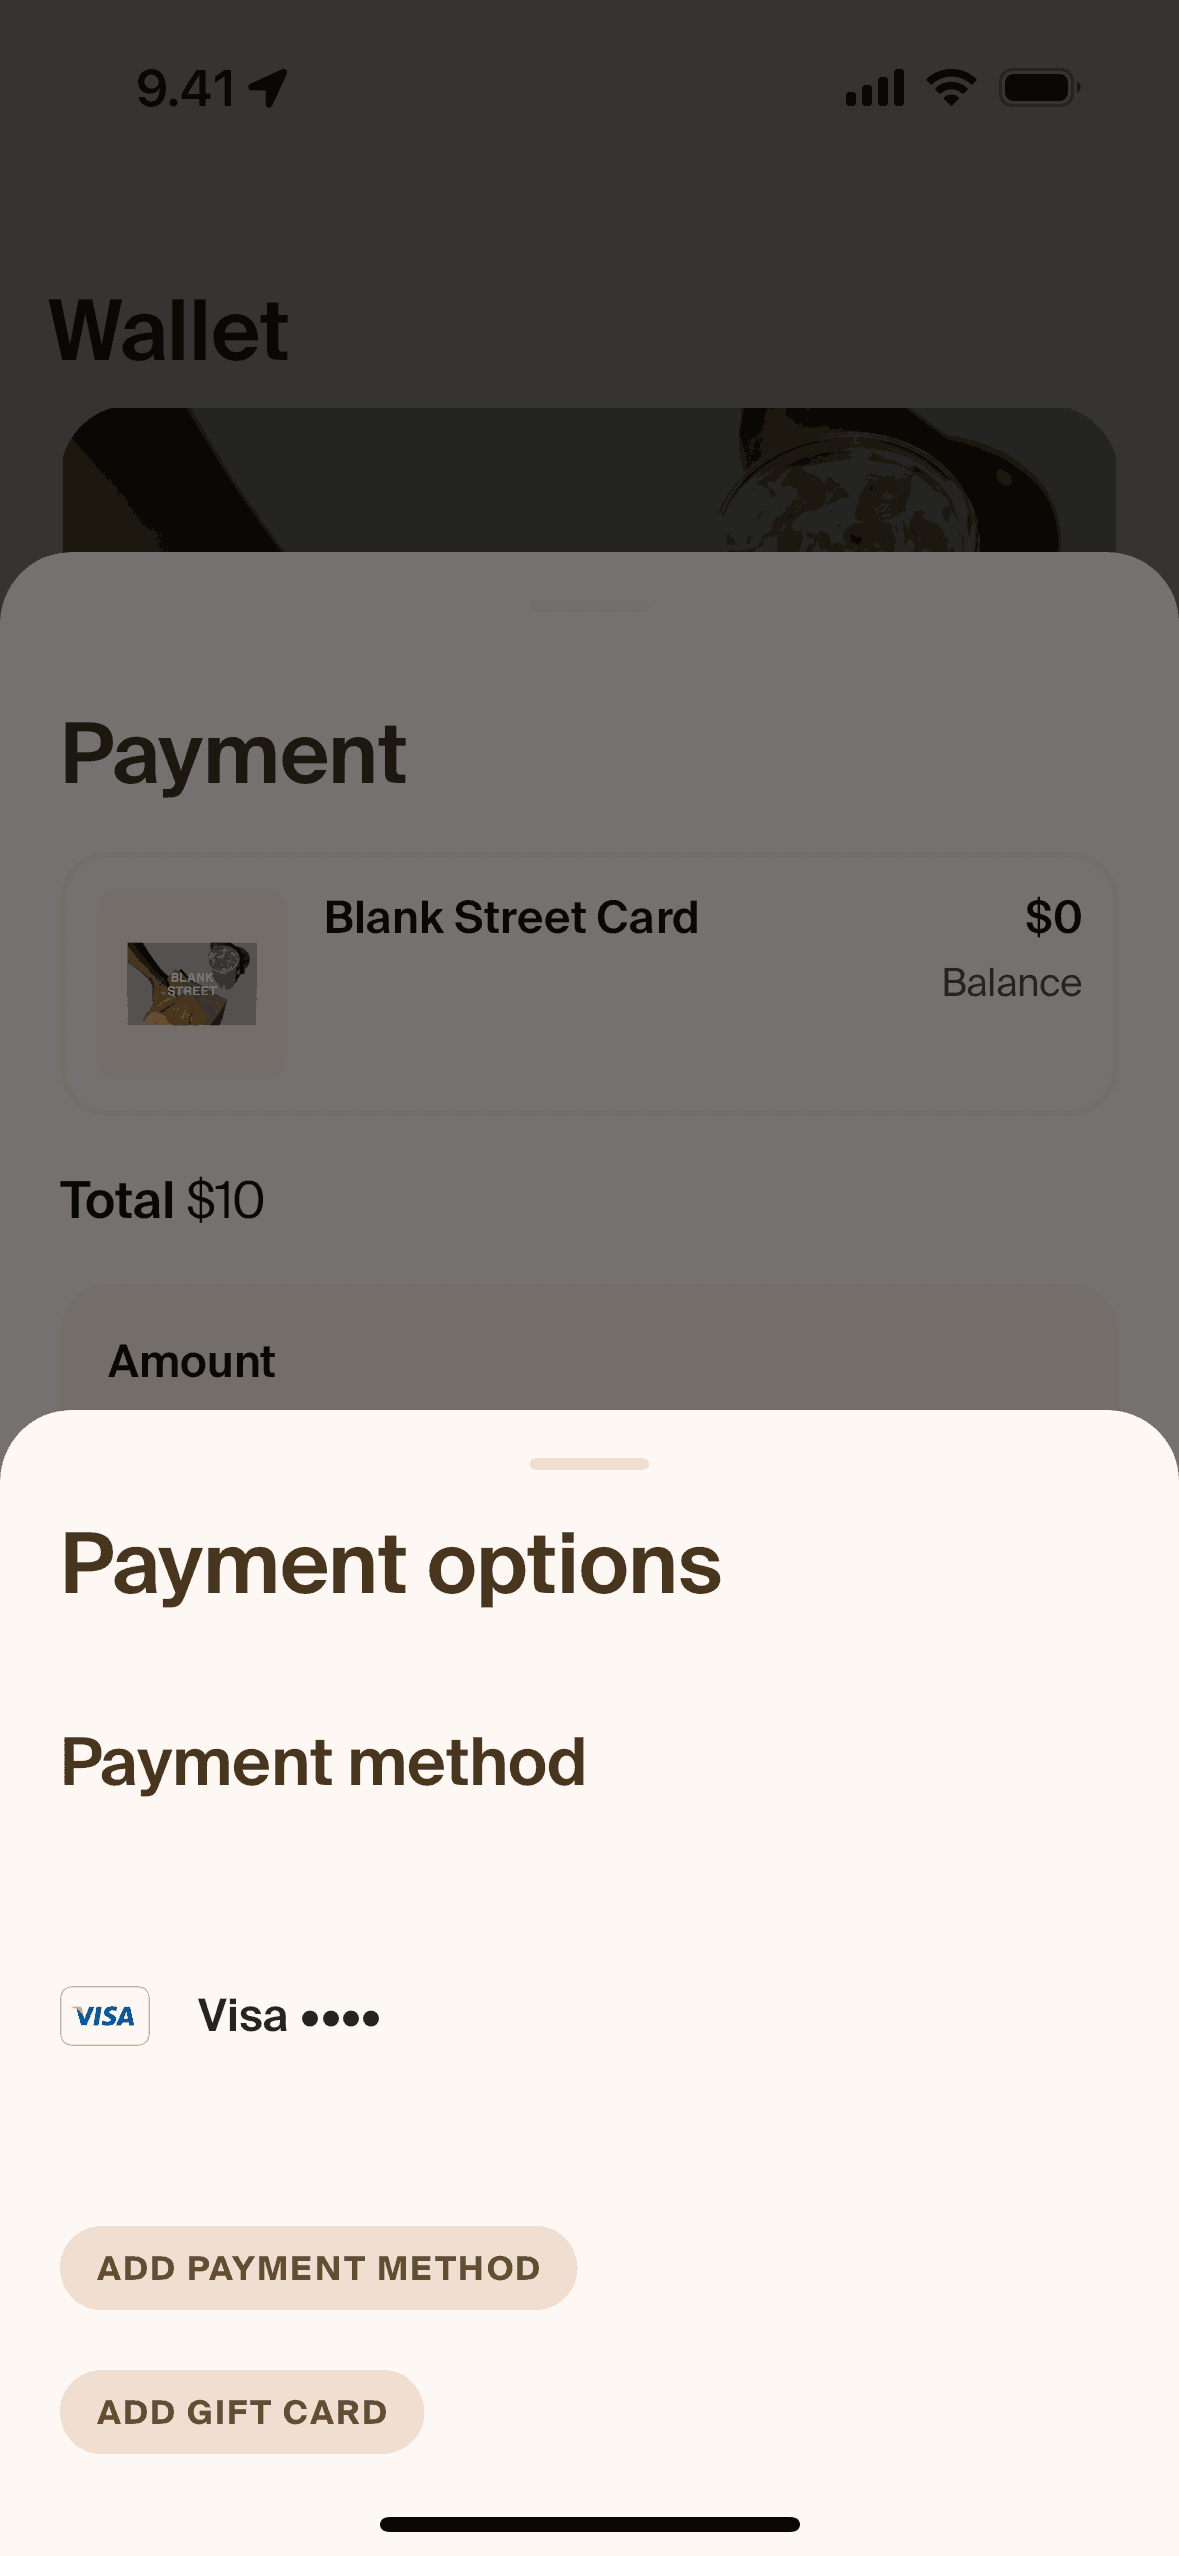 9.41
Wallet
Payment
BLANK
STREET
Blank Street Card
$0
Balance
Total $10
Amount
Payment options
Payment method
VISA
Visa ••••
ADD PAYMENT METHOD
ADD GIFT CARD